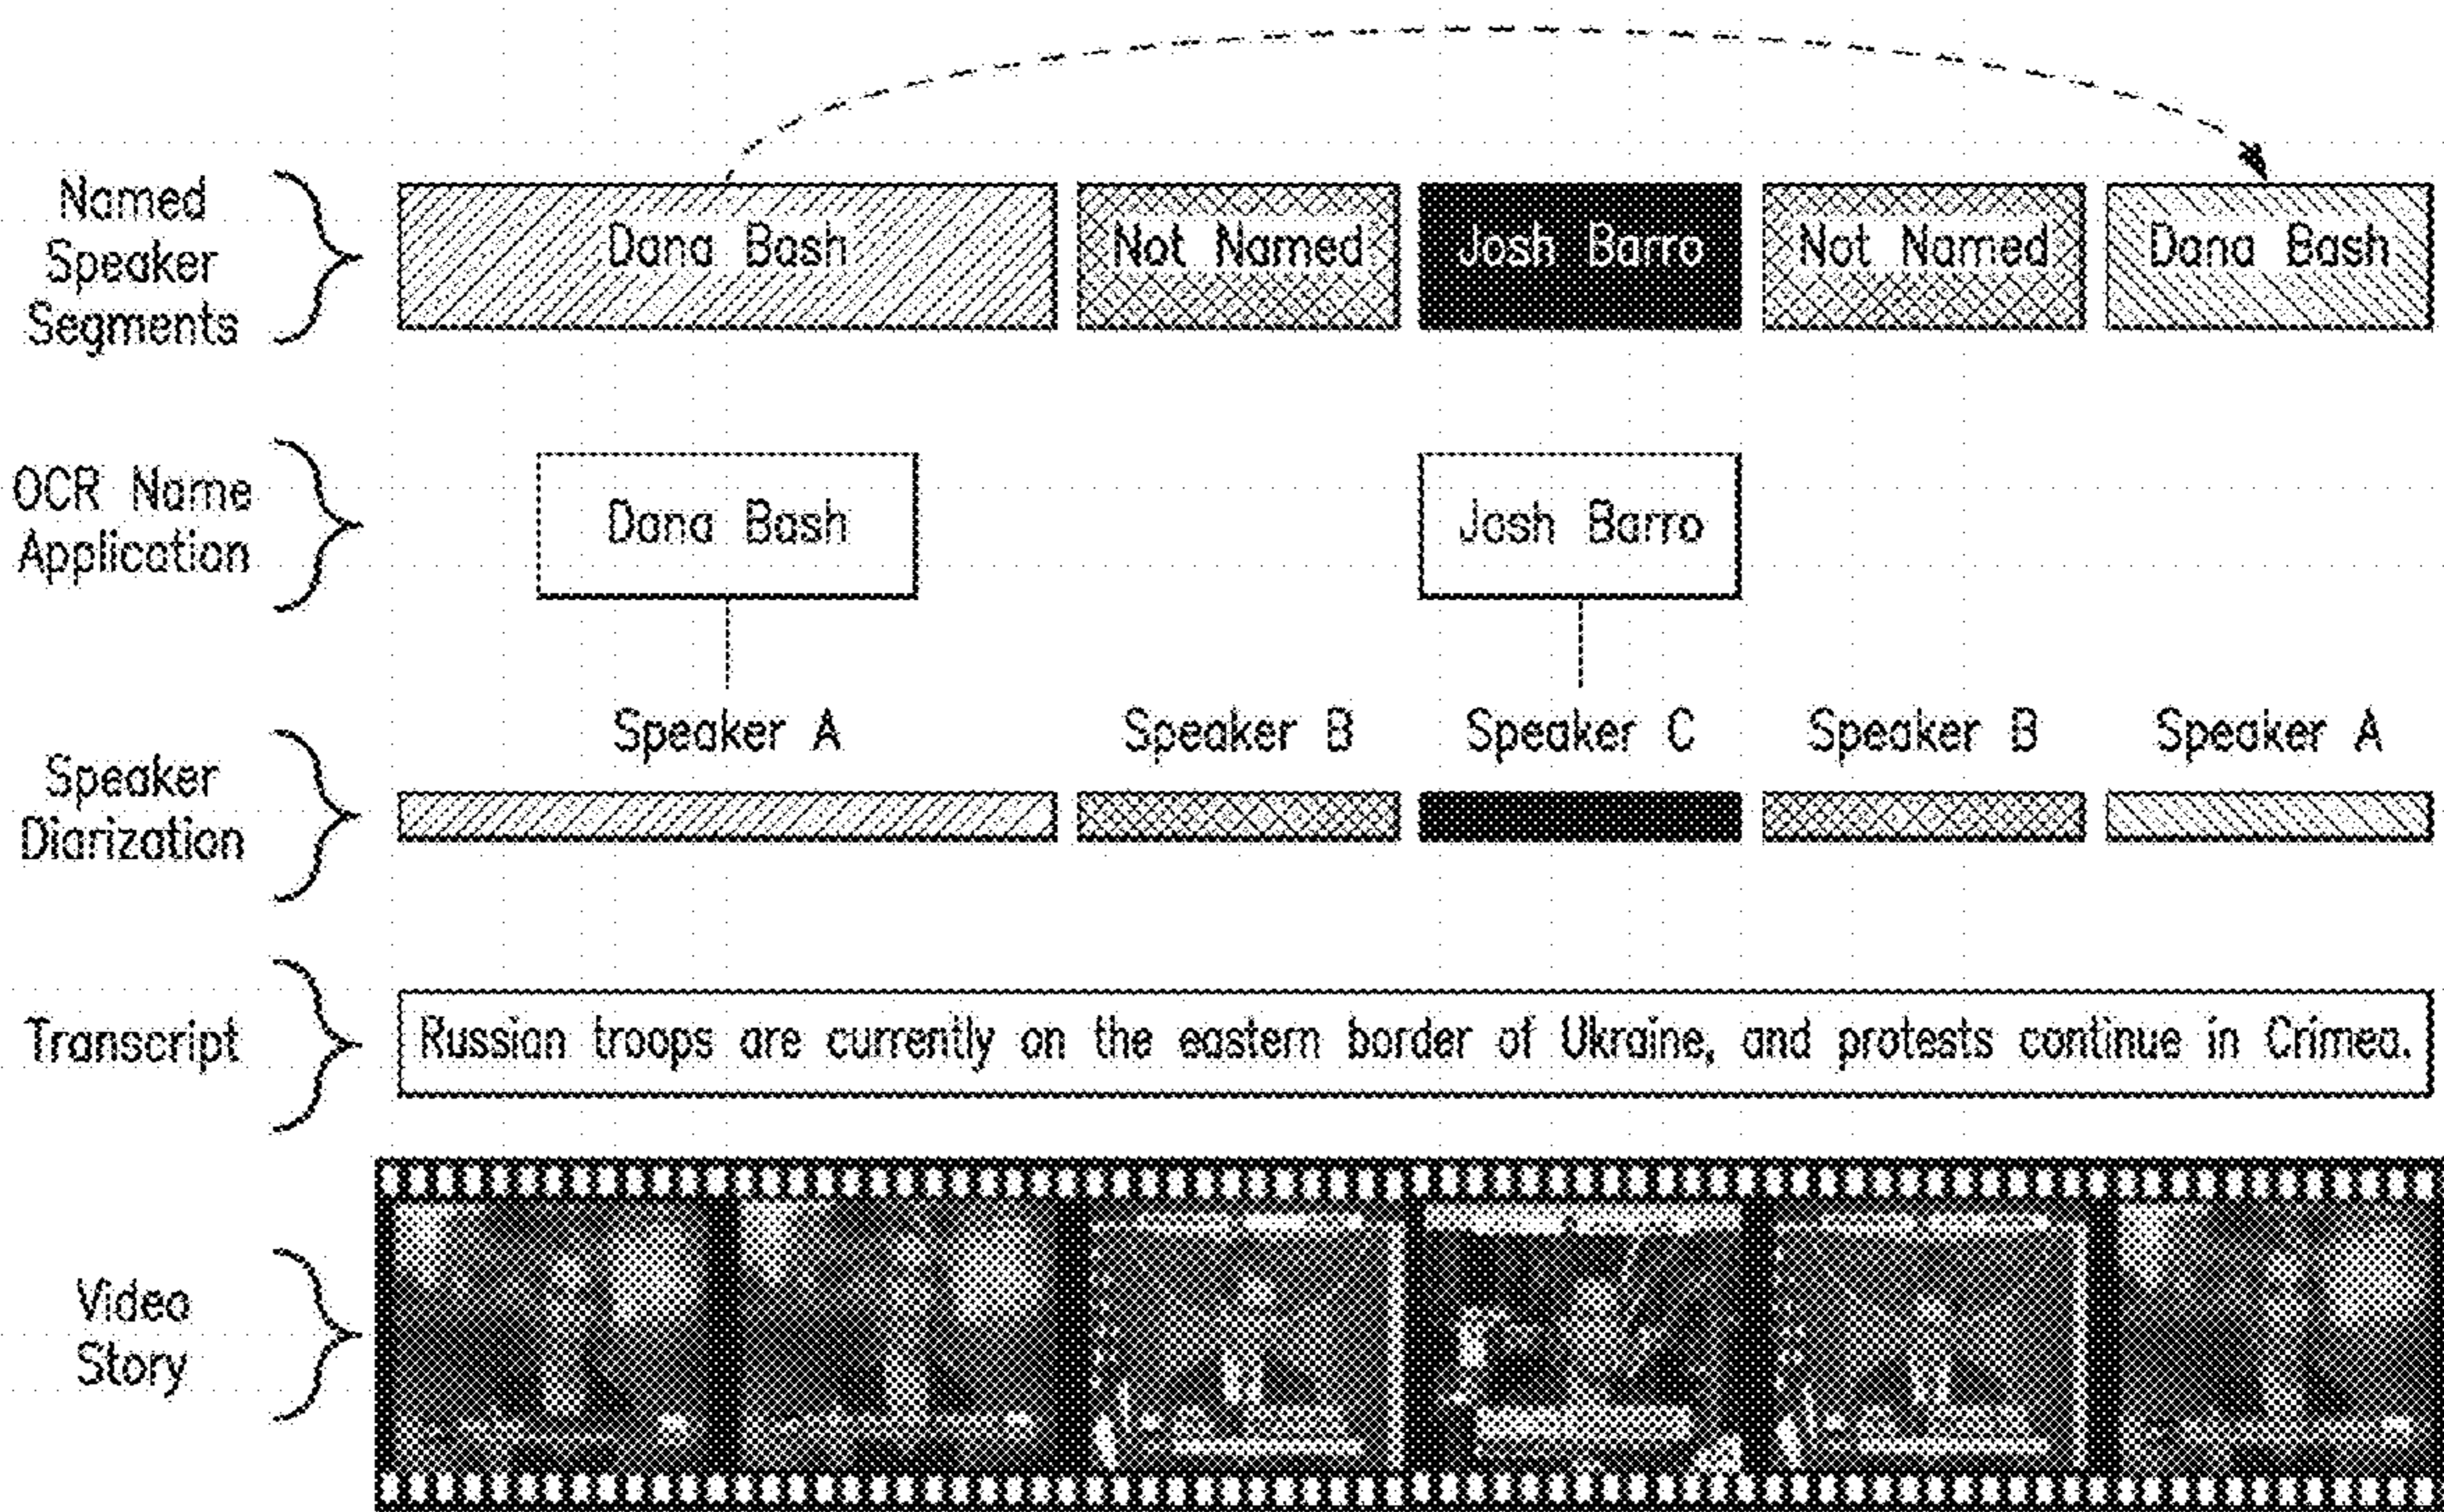 Named
Speaker
Segments
Dana Bash
Not Named
Josh Barro
Not Named
Dana Bash
OCR Name
Application
Dana Bash
Josh Barro
Speaker A
Speaker B
Speaker C
Speaker B
Speaker A
Speaker
Diarization
Transcript
Russian troops are currently on the eastern border of Ukraine, and protests continue in Crimea.
Video
Story